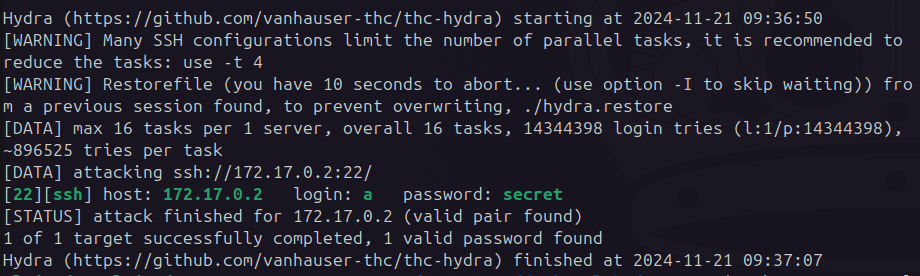 Hydra (https://github.com/vanhauser-thc/thc-hydra) starting at 2024-11-21 09:36:50
[WARNING] Many SSH configurations limit the number of parallel tasks, it is recommended to
reduce the tasks: use -t 4
[WARNING] Restorefile (you have 10 seconds to abort... (use option -I to skip waiting)) fro
m a previous session found, to prevent overwriting, ./hydra.restore
[DATA] max 16 tasks per 1 server, overall 16 tasks, 14344398 login tries (l:1/p:14344398),
~896525 tries per task
[DATA] attacking ssh://172.17.0.2:22/
[22][ssh] host: 172.17.0.2   login: a   password: secret
[STATUS] attack finished for 172.17.0.2 (valid pair found)
1 of 1 target successfully completed, 1 valid password found
Hydra (https://github.com/vanhauser-thc/thc-hydra) finished at 2024-11-21 09:37:07